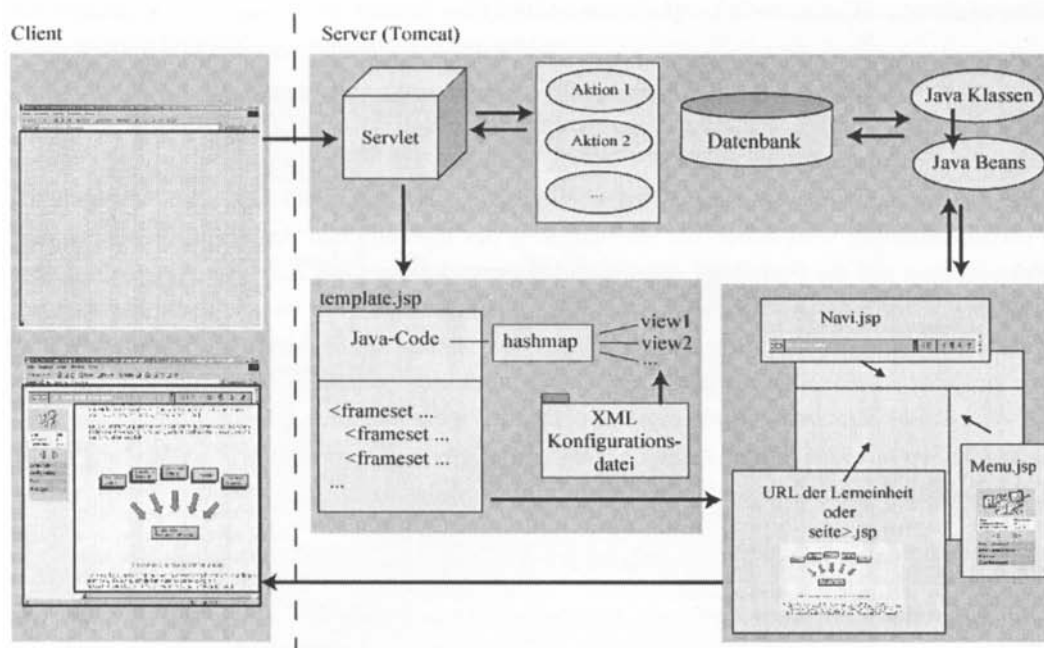 Client
Server (Tomcat)
Servlet
Aktion 1
Aktion 2
...
Datenbank
Java Klassen
Java Beans
template.jsp
Java-Code
hashmap
view1
view2
...
<frameset ...
<frameset ...
<frameset ...
...
XML
Konfigurations-
datei
Navi.jsp
Menu.jsp
URL der Lerneinheit
oder
seite>.jsp